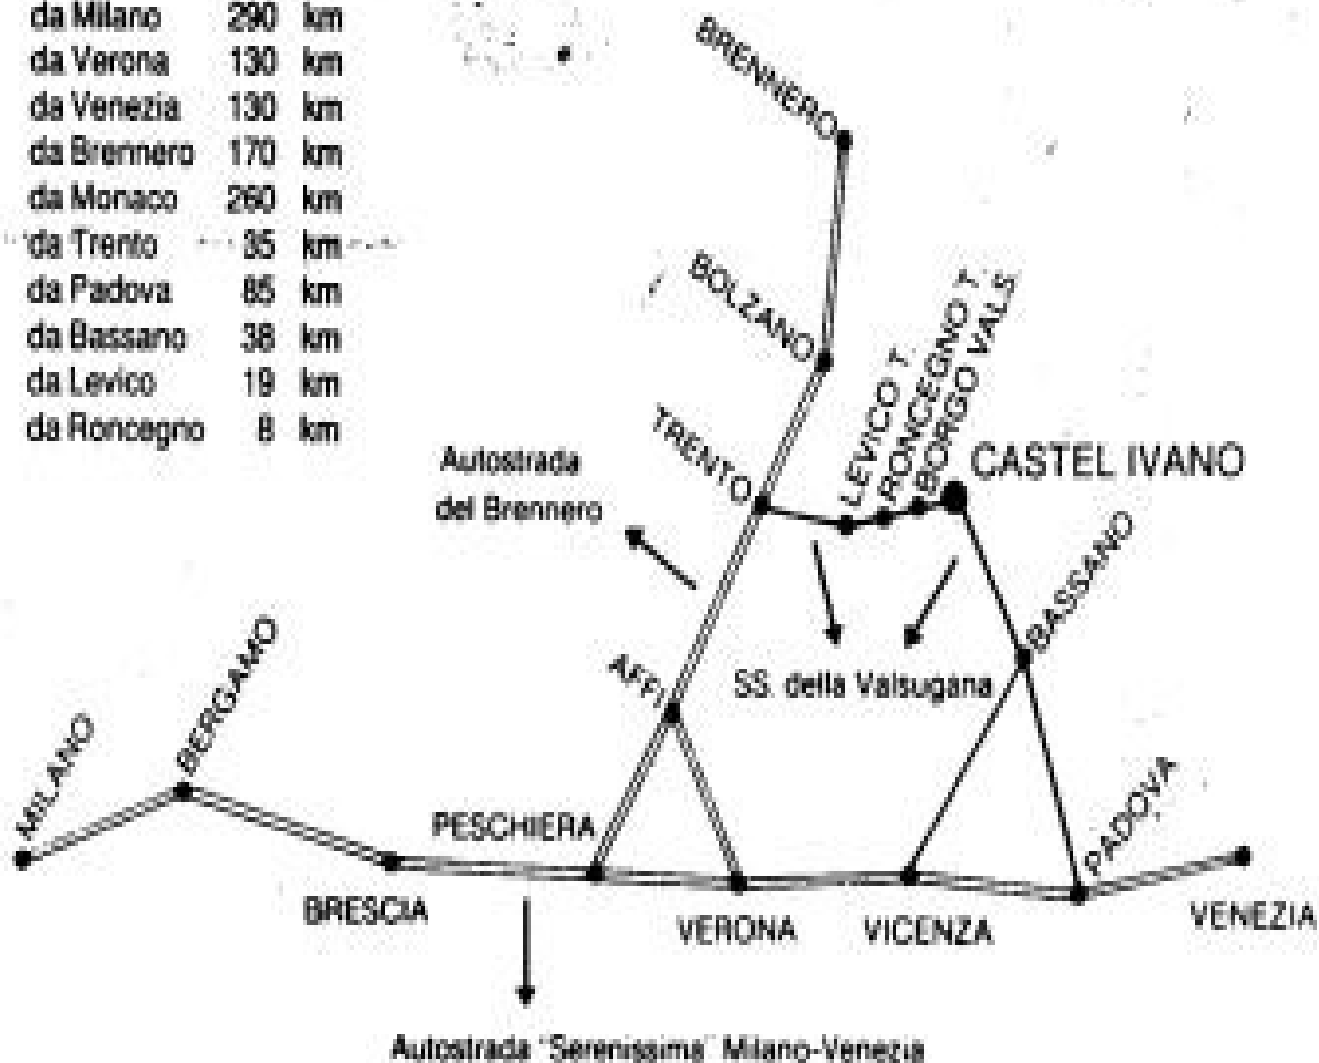 da Milano 290 km
da Verona 130 km
da Venezia 130 km
da Brennero 170 km
da Monaco 260 km
da Trento 35 km
da Padova 85 km
da Bassano 38 km
da Levico 19 km
da Roncegno 8 km
BRENNERO
BOLZANO
TRENTO
LEVICO T.
RONCEGNO T.
BORGO VALS.
CASTEL IVANO
Autostrada
del Brennero
BASSANO
AFFI
SS. della Valsugana
BERGAMO
MILANO
PESCHIERA
PADOVA
BRESCIA
VERONA
VICENZA
VENEZIA
Autostrada "Serenissima" Milano-Venezia